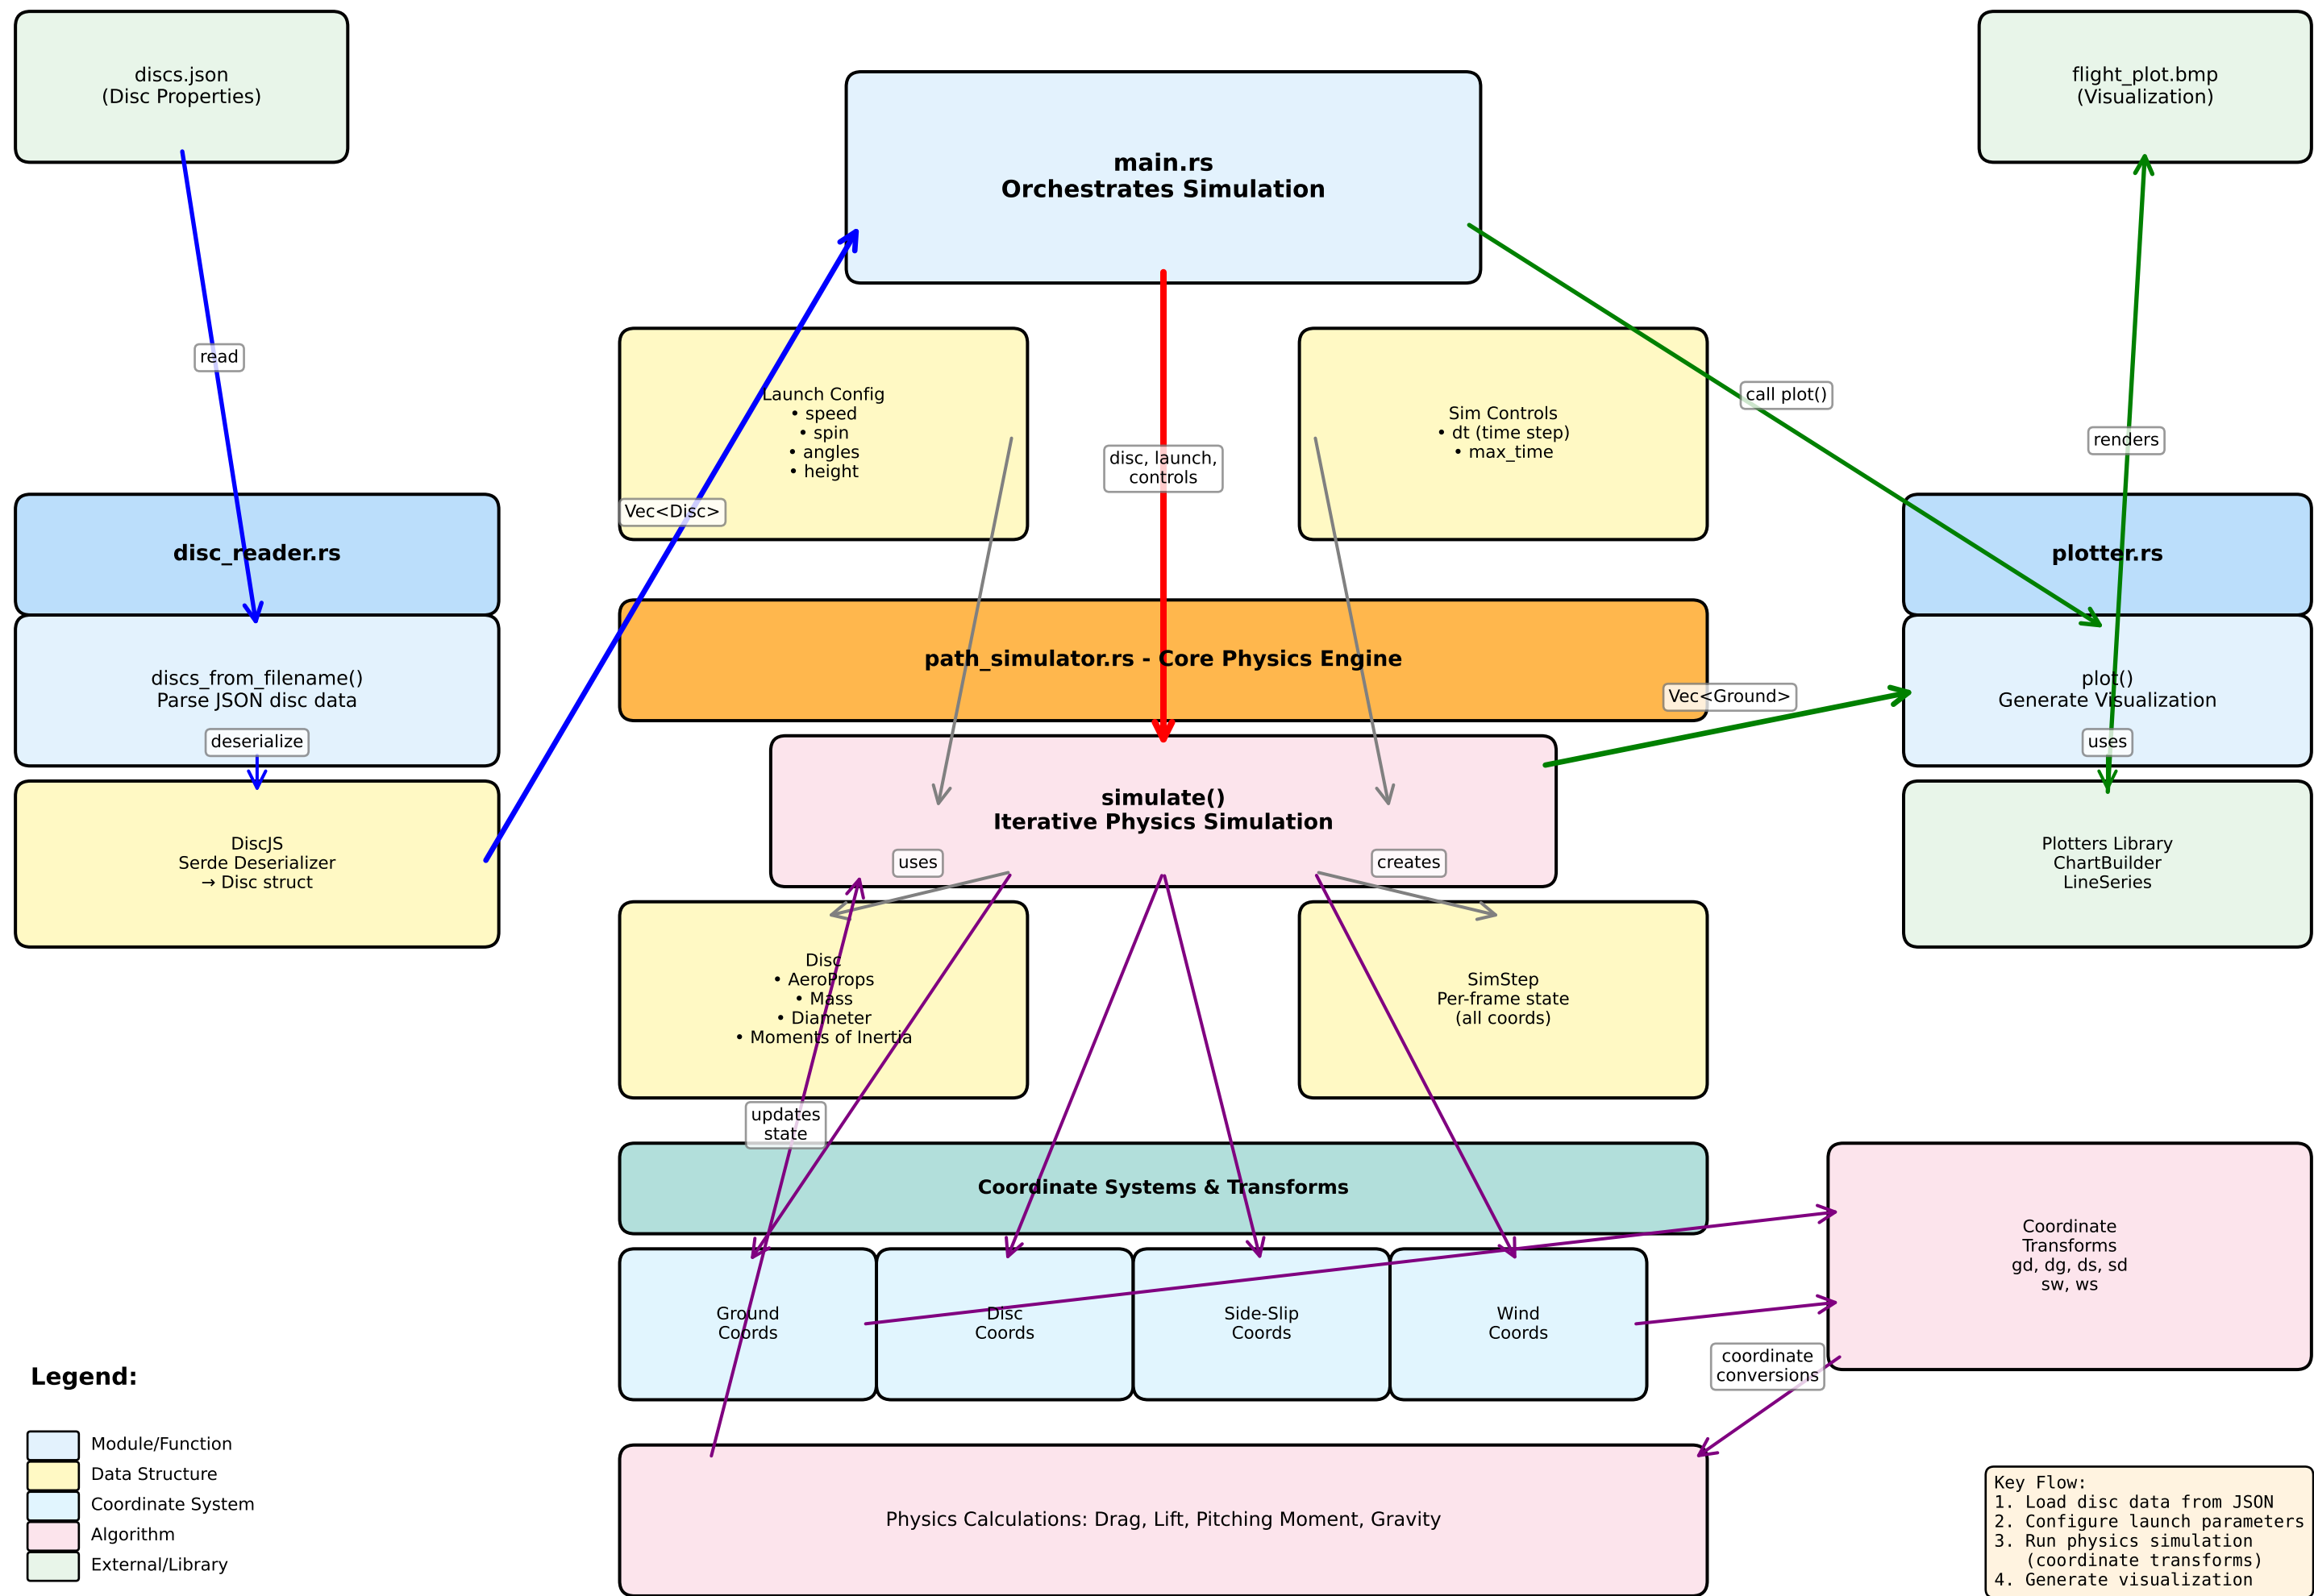 discs.json
(Disc Properties)
main.rs
Orchestrates Simulation
flight_plot.bmp
(Visualization)
read
Launch Config
• speed
• spin
• angles
• height
Vec<Disc>
disc, launch,
controls
Sim Controls
• dt (time step)
• max_time
call plot()
renders
disc_reader.rs
discs_from_filename()
Parse JSON disc data
deserialize
DiscJS
Serde Deserializer
→ Disc struct
path_simulator.rs - Core Physics Engine
Vec<Ground>
plotter.rs
plot()
Generate Visualization
uses
Plotters Library
ChartBuilder
LineSeries
simulate()
Iterative Physics Simulation
uses
creates
Disc
• AeroProps
• Mass
• Diameter
• Moments of Inertia
SimStep
Per-frame state
(all coords)
updates
state
Coordinate Systems & Transforms
Ground
Coords
Disc
Coords
Side-Slip
Coords
Wind
Coords
Coordinate
Transforms
gd, dg, ds, sd
sw, ws
coordinate
conversions
Physics Calculations: Drag, Lift, Pitching Moment, Gravity
Legend:
Module/Function
Data Structure
Coordinate System
Algorithm
External/Library
Key Flow:
1. Load disc data from JSON
2. Configure launch parameters
3. Run physics simulation
(coordinate transforms)
4. Generate visualization